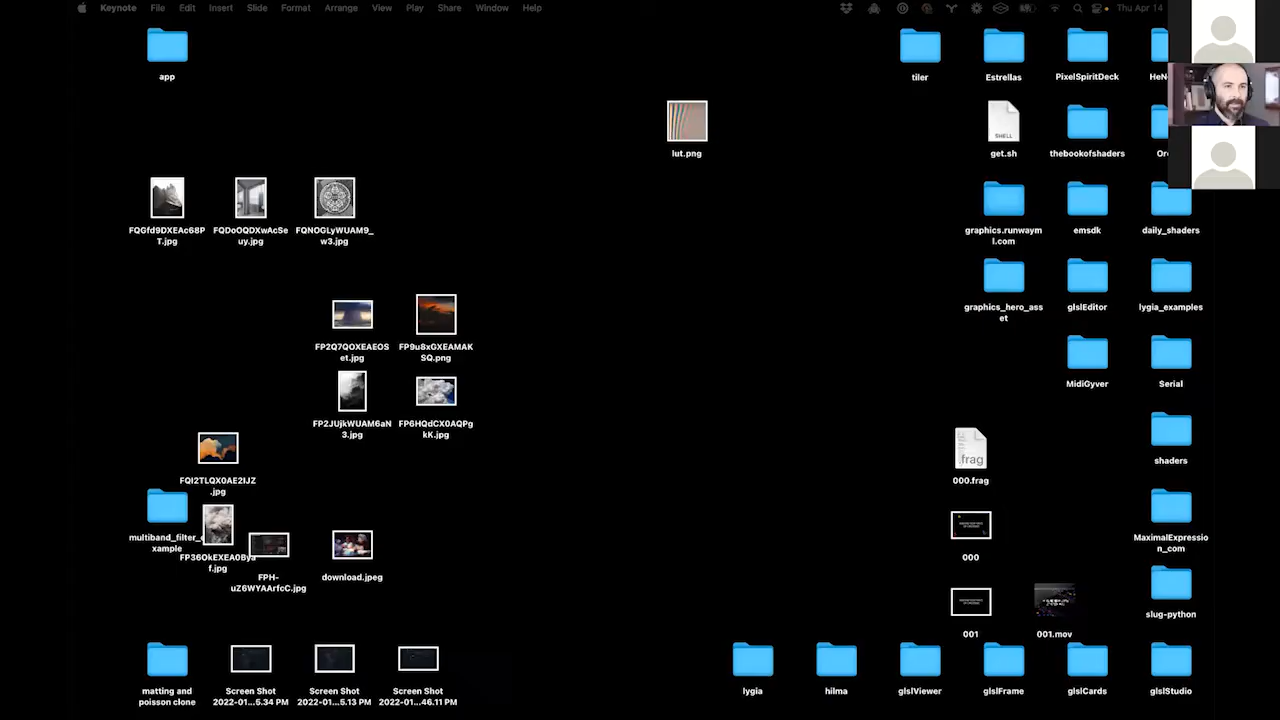 Keynote File Edit Insert Slide Format Arrange View Play Share Window Help
Thu Apr 14
app
tiler
Estrellas
PixelSpiritDeck
lut.png
SHELL
get.sh
thebookofshaders
FQGfd9DXEAc68P
T.jpg
FQDoOQDXwAcSe
uy.jpg
FQNOGLyWUAM9_
w3.jpg
graphics.runwaym
l.com
emsdk
daily_shaders
graphics_hero_ass
et
glslEditor
lygia_examples
FP2Q7QOXEAEOS
et.jpg
FP9u8xGXEAMAK
SQ.png
MidiGyver
Serial
FP2JUjkWUAM6aN
3.jpg
FP6HQdCX0AQPg
kK.jpg
.frag
000.frag
shaders
FQI2TLQX0AE2IJZ
.jpg
multiband_filter_e
xample
f.jpg
FPH-
uZ6WYAArfcC.jpg
download.jpeg
000
MaximalExpressio
n_com
slug-python
001
001.mov
matting and
poisson clone
Screen Shot
2022-01...5.34 PM
Screen Shot
2022-01...5.13 PM
Screen Shot
2022-01...46.11 PM
lygia
hilma
glslViewer
glslFrame
glslCards
glslStudio